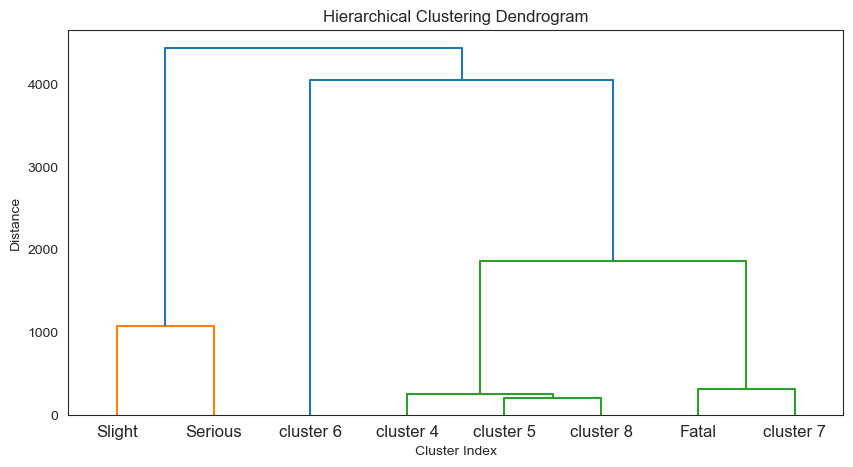 Hierarchical Clustering Dendrogram
4000
3000
2000
1000
0
Distance
Slight Serious cluster 6 cluster 4 cluster 5 cluster 8 Fatal cluster 7
Cluster Index